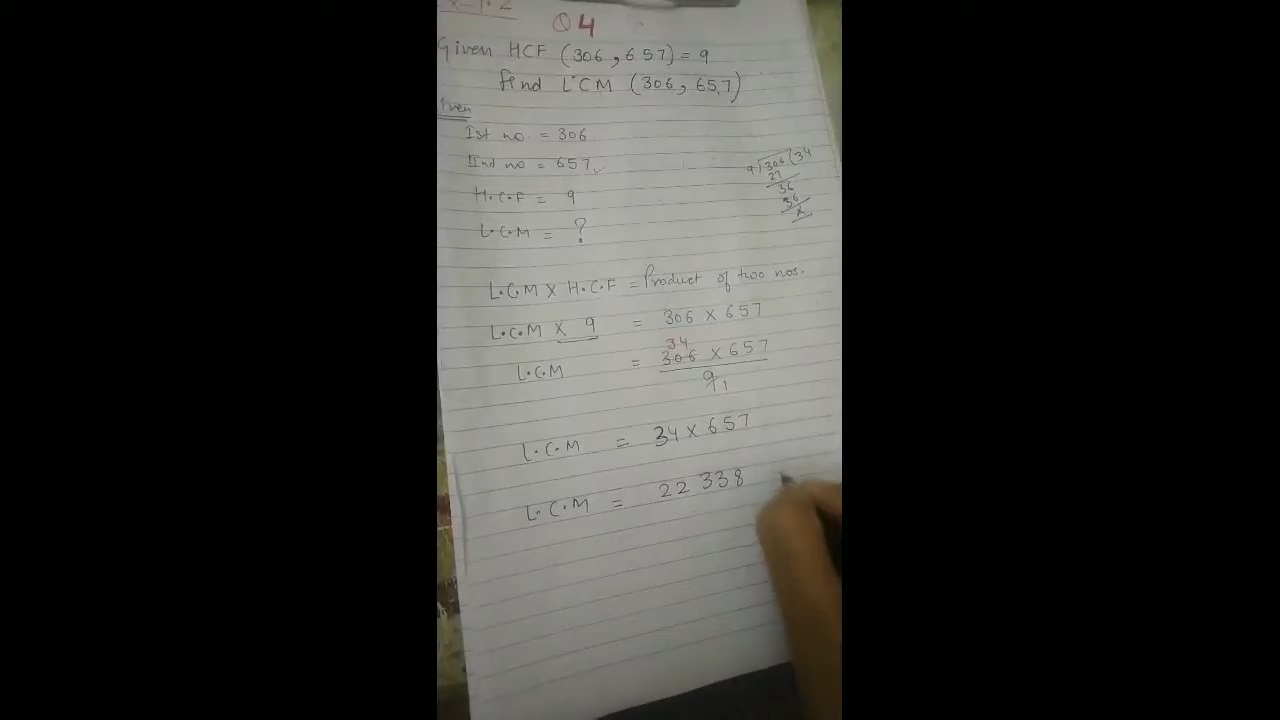 Q4
Given HCF (306, 657) = 9
find LCM (306, 657)
Ist no. = 306
IInd no = 657
H.C.F = 9
L.C.M = ?
9)306(34
27
36
36
x
L.C.M X H.C.F = Product of two nos.
L.C.M X 9 = 306 X 657
34
L.C.M = 306 X 657
9 1
L.C.M = 34 X 657
L.C.M = 22338